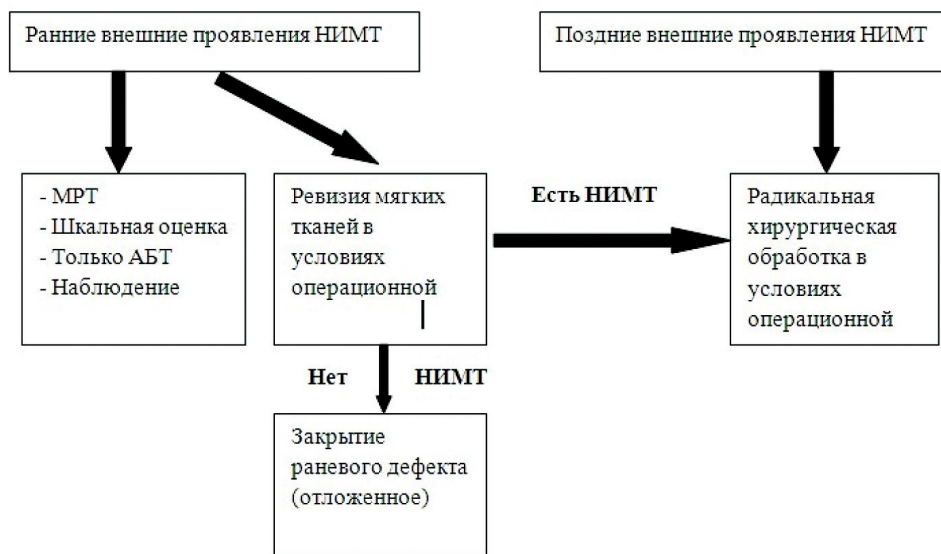 Ранние внешние проявления НИМТ
Поздние внешние проявления НИМТ
- МРТ
- Шкальная оценка
- Только АБТ
- Наблюдение
Ревизия мягких
тканей в
условиях
операционной
Есть НИМТ
Радикальная
хирургическая
обработка в
условиях
операционной
Нет НИМТ
Закрытие
раневого дефекта
(отложенное)